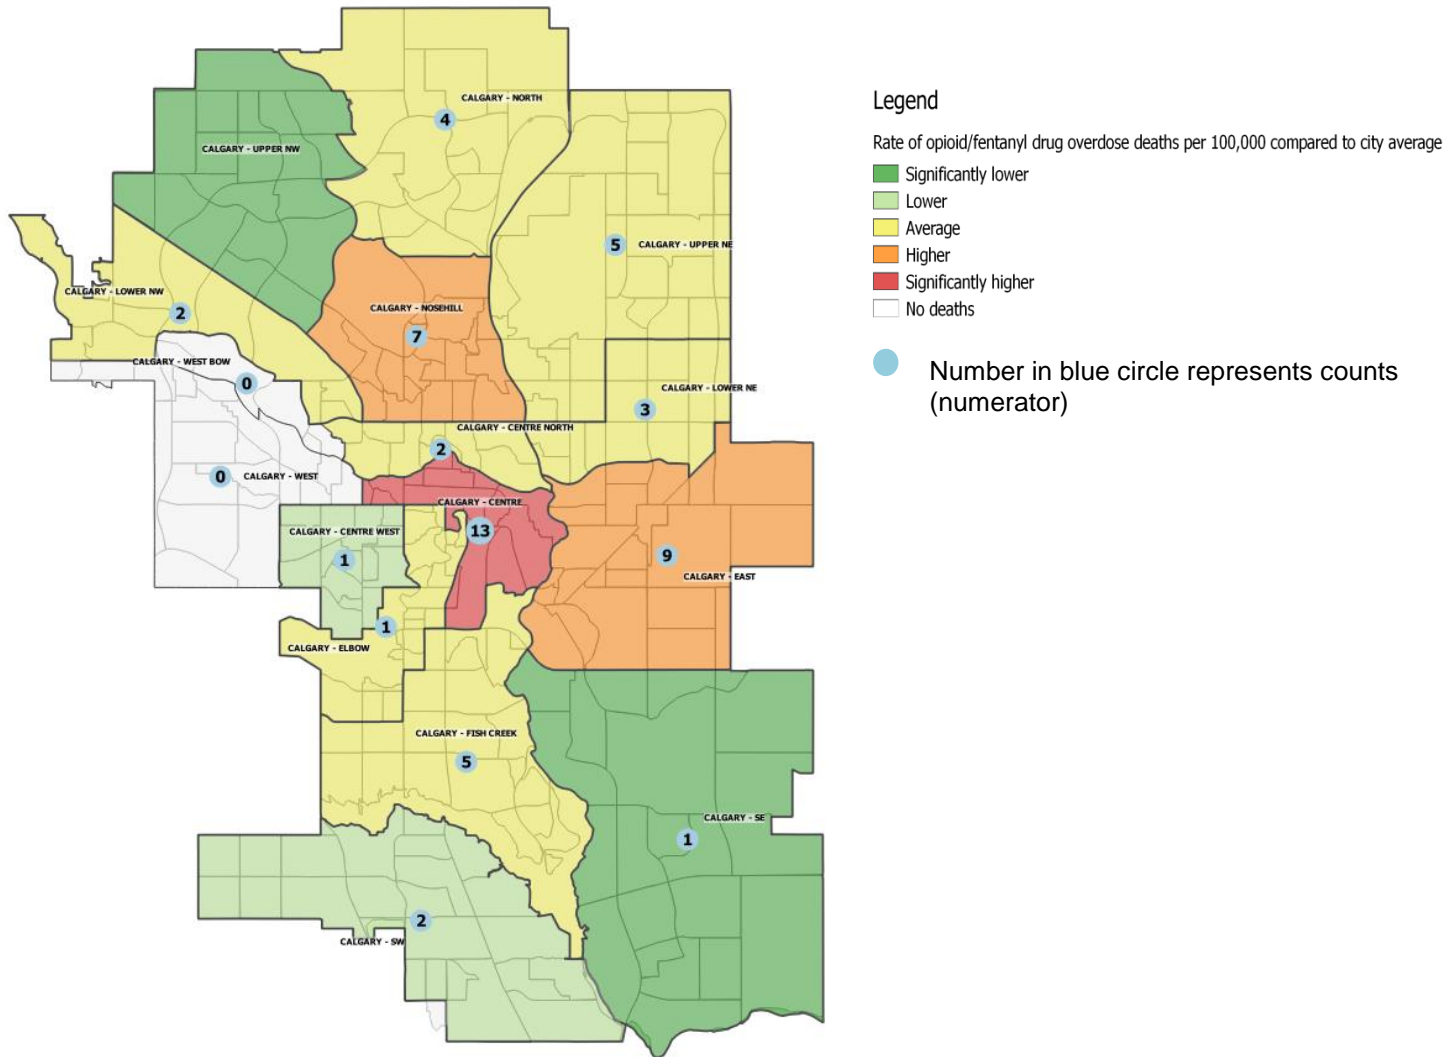 CALGARY - NORTH
4
CALGARY - UPPER NW
5
CALGARY - UPPER NE
CALGARY - LOWER NW
2
CALGARY - NOSEHILL
7
CALGARY - WEST BOW
0
CALGARY - LOWER NE
3
CALGARY - CENTRE NORTH
2
0
CALGARY - WEST
CALGARY - CENTRE
13
CALGARY - CENTRE WEST
1
9
CALGARY - EAST
1
CALGARY - ELBOW
CALGARY - FISH CREEK
5
CALGARY - SE
1
2
CALGARY - SW
Legend
Rate of opioid/fentanyl drug overdose deaths per 100,000 compared to city average
Significantly lower
Lower
Average
Higher
Significantly higher
No deaths
Number in blue circle represents counts
(numerator)